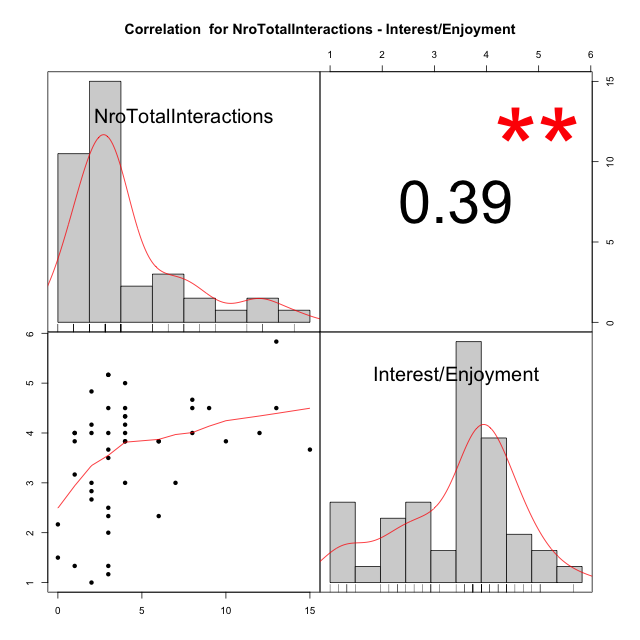 Correlation  for NroTotalInteractions - Interest/Enjoyment
1 2 3 4 5 6
NroTotalInteractions
**
0.39
15
10
5
0
6
5
4
3
2
1
Interest/Enjoyment
0 5 10 15